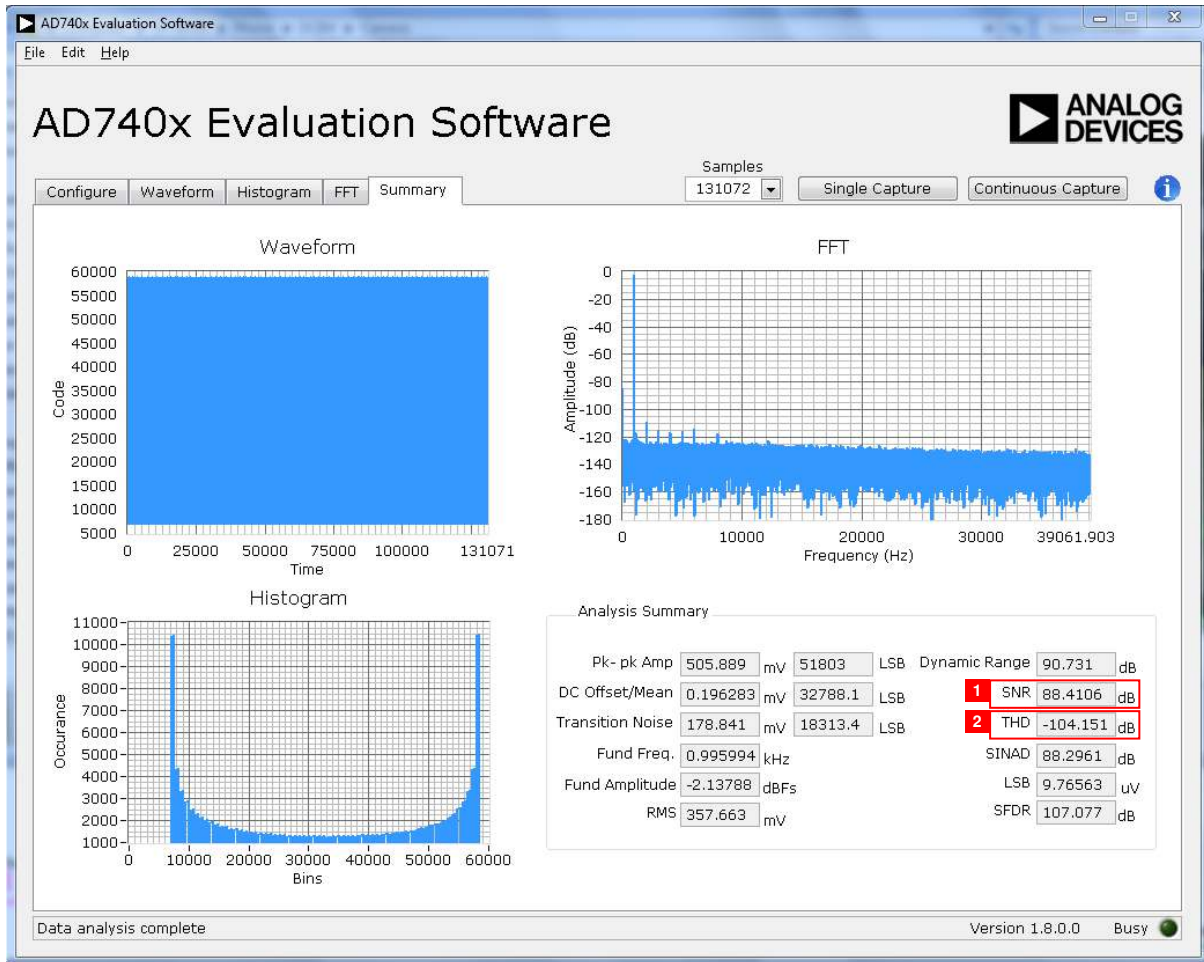 AD740x Evaluation Software
File Edit Help
AD740x Evaluation Software
ANALOG
DEVICES
Samples
Configure Waveform Histogram FFT Summary 131072 Single Capture Continuous Capture i
Waveform
60000
55000
50000
45000
40000
35000
30000
25000
20000
15000
10000
5000
Code
0 25000 50000 75000 100000 131071
Time
FFT
0
-20
-40
-60
-80
-100
-120
-140
-160
-180
Amplitude (dB)
0 10000 20000 30000 39061.903
Frequency (Hz)
Histogram
11000
10000
9000
8000
7000
6000
5000
4000
3000
2000
1000
Occurance
0 10000 20000 30000 40000 50000 60000
Bins
Analysis Summary
Pk- pk Amp 505.889 mV 51803 LSB Dynamic Range 90.731 dB
DC Offset/Mean 0.196283 mV 32788.1 LSB 1 SNR 88.4106 dB
Transition Noise 178.841 mV 18313.4 LSB 2 THD -104.151 dB
Fund Freq. 0.995994 kHz SINAD 88.2961 dB
Fund Amplitude -2.13788 dBFs LSB 9.76563 uV
RMS 357.663 mV SFDR 107.077 dB
Data analysis complete Version 1.8.0.0 Busy